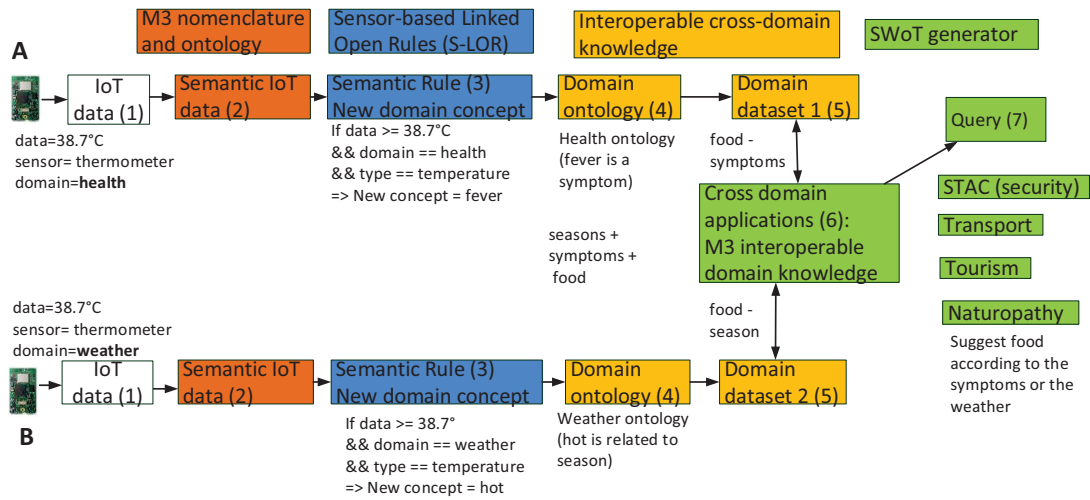 M3 nomenclature
and ontology
Sensor-based Linked
Open Rules (S-LOR)
Interoperable cross-domain
knowledge
SWoT generator
A
IoT
data (1)
Semantic IoT
data (2)
Semantic Rule (3)
New domain concept
Domain
ontology (4)
Domain
dataset 1 (5)
Query (7)
data=38.7°C
sensor= thermometer
domain=health
If data >= 38.7°C
&& domain == health
&& type == temperature
=> New concept = fever
Health ontology
(fever is a
symptom)
food -
symptoms
Cross domain
applications (6):
M3 interoperable
domain knowledge
seasons +
symptoms +
food
STAC (security)
Transport
Tourism
Naturopathy
Suggest food
according to the
symptoms or the
weather
food -
season
data=38.7°C
sensor= thermometer
domain=weather
IoT
data (1)
Semantic IoT
data (2)
Semantic Rule (3)
New domain concept
Domain
ontology (4)
Domain
dataset 2 (5)
B
If data >= 38.7°
&& domain == weather
&& type == temperature
=> New concept = hot
Weather ontology
(hot is related to
season)